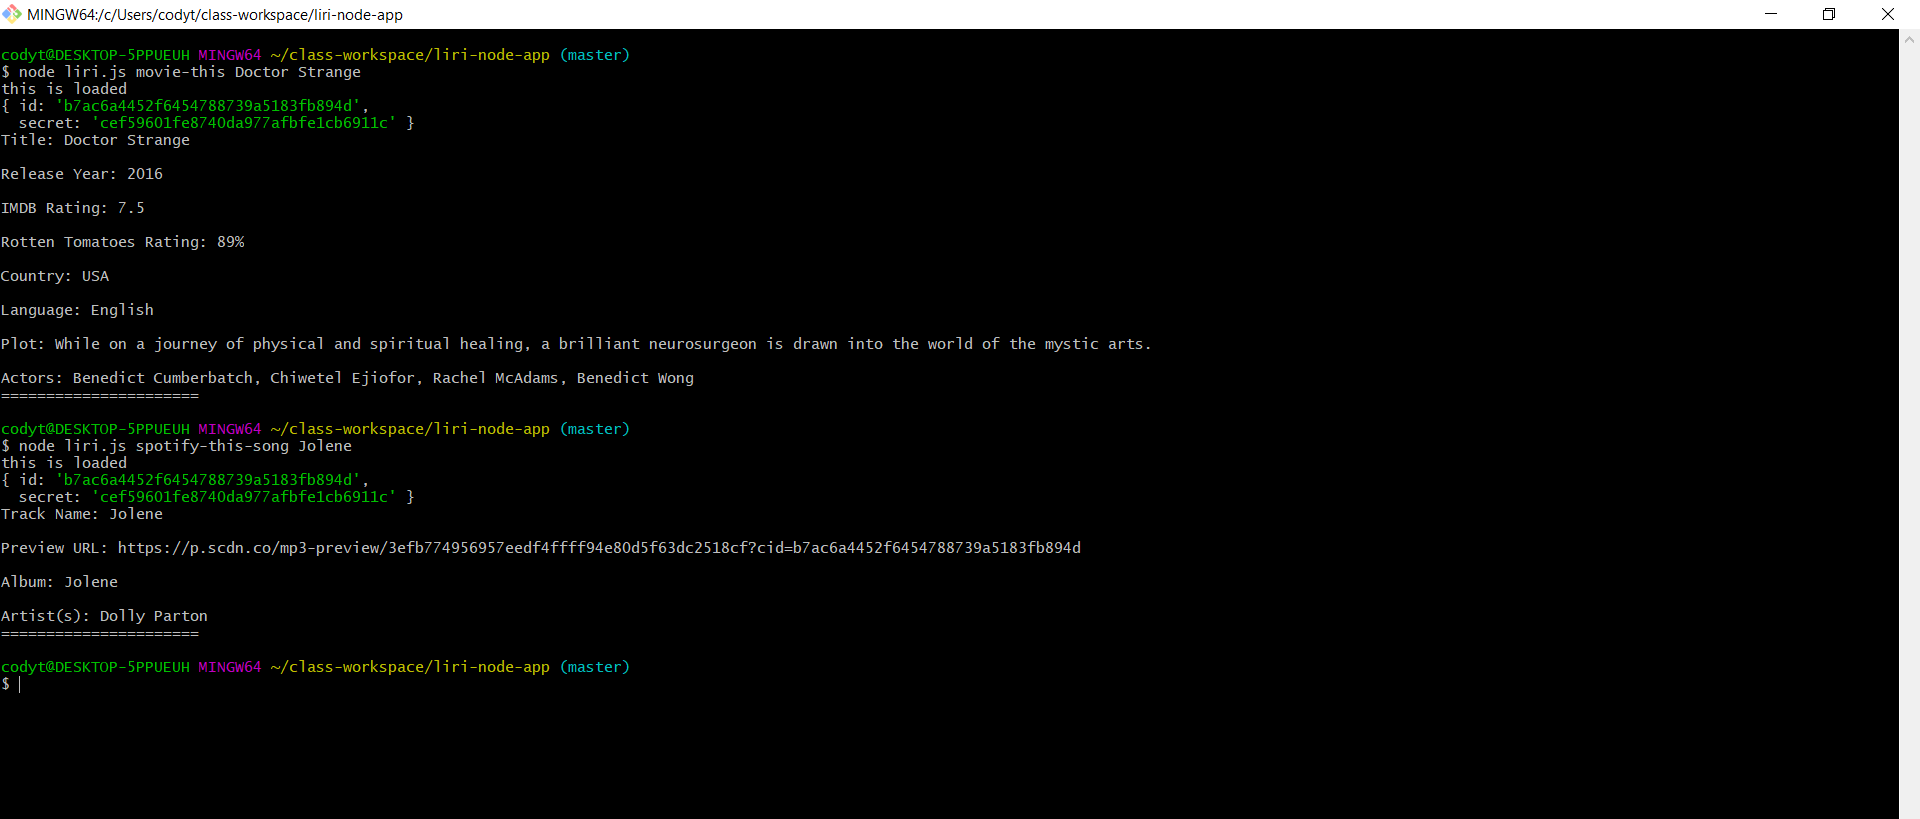 MINGW64:/c/Users/codyt/class-workspace/liri-node-app
codyt@DESKTOP-5PPUEUH MINGW64 ~/class-workspace/liri-node-app (master)
$ node liri.js movie-this Doctor Strange
this is loaded
{ id: 'b7ac6a4452f6454788739a5183fb894d',
  secret: 'cef59601fe8740da977afbfe1cb6911c' }
Title: Doctor Strange
Release Year: 2016
IMDB Rating: 7.5
Rotten Tomatoes Rating: 89%
Country: USA
Language: English
Plot: While on a journey of physical and spiritual healing, a brilliant neurosurgeon is drawn into the world of the mystic arts.
Actors: Benedict Cumberbatch, Chiwetel Ejiofor, Rachel McAdams, Benedict Wong
======================
codyt@DESKTOP-5PPUEUH MINGW64 ~/class-workspace/liri-node-app (master)
$ node liri.js spotify-this-song Jolene
this is loaded
{ id: 'b7ac6a4452f6454788739a5183fb894d',
  secret: 'cef59601fe8740da977afbfe1cb6911c' }
Track Name: Jolene
Preview URL: https://p.scdn.co/mp3-preview/3efb774956957eedf4ffff94e80d5f63dc2518cf?cid=b7ac6a4452f6454788739a5183fb894d
Album: Jolene
Artist(s): Dolly Parton
======================
codyt@DESKTOP-5PPUEUH MINGW64 ~/class-workspace/liri-node-app (master)
$